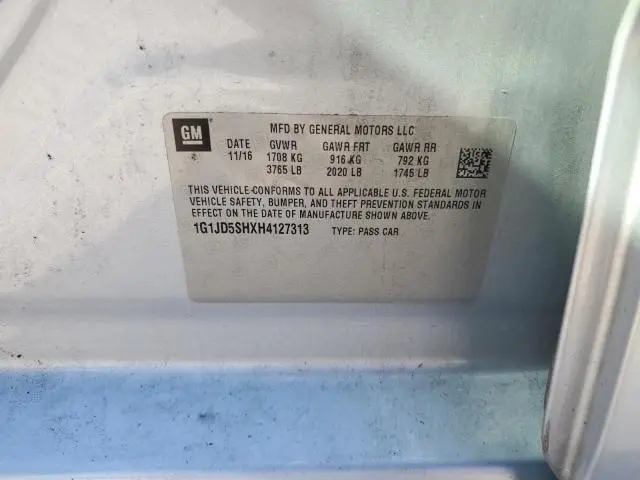 GM
MFD BY GENERAL MOTORS LLC
DATE GVWR GAWR FRT GAWR RR
11/16 1708 KG 916 KG 792 KG
3765 LB 2020 LB 1745 LB
THIS VEHICLE CONFORMS TO ALL APPLICABLE U.S. FEDERAL MOTOR
VEHICLE SAFETY, BUMPER, AND THEFT PREVENTION STANDARDS
IN EFFECT ON THE DATE OF MANUFACTURE SHOWN ABOVE.
1G1JD5SHXH4127313 TYPE: PASS CAR